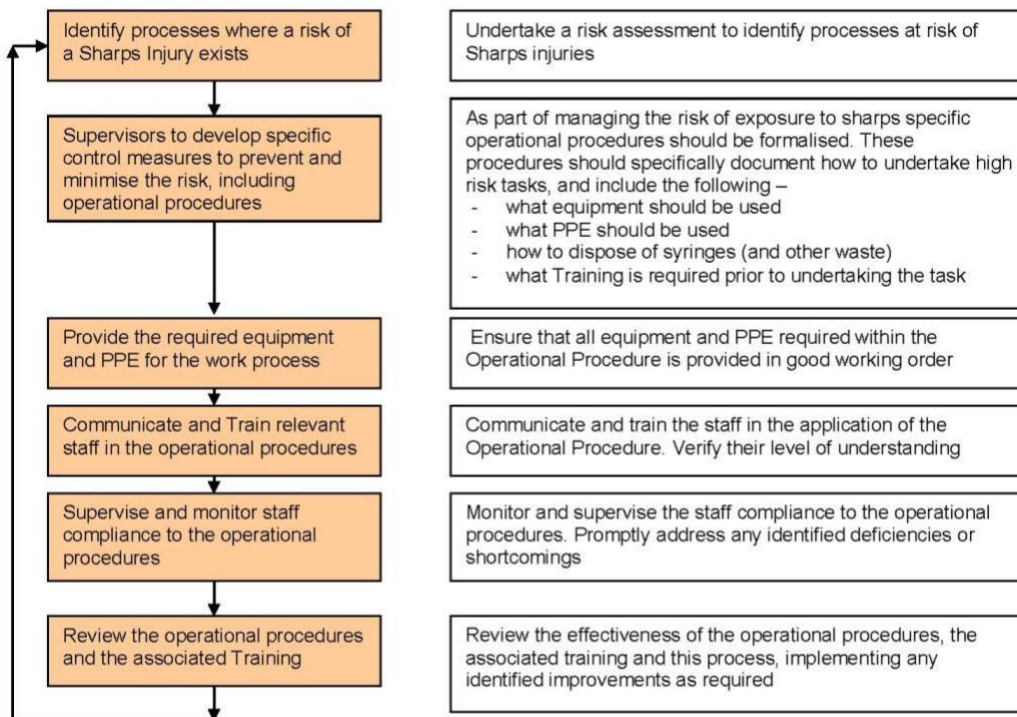 Identify processes where a risk of
a Sharps Injury exists
Undertake a risk assessment to identify processes at risk of
Sharps injuries
Supervisors to develop specific
control measures to prevent and
minimise the risk, including
operational procedures
As part of managing the risk of exposure to sharps specific
operational procedures should be formalised. These
procedures should specifically document how to undertake high
risk tasks, and include the following –
- what equipment should be used
- what PPE should be used
- how to dispose of syringes (and other waste)
- what Training is required prior to undertaking the task
Provide the required equipment
and PPE for the work process
Ensure that all equipment and PPE required within the
Operational Procedure is provided in good working order
Communicate and Train relevant
staff in the operational procedures
Communicate and train the staff in the application of the
Operational Procedure. Verify their level of understanding
Supervise and monitor staff
compliance to the operational
procedures
Monitor and supervise the staff compliance to the operational
procedures. Promptly address any identified deficiencies or
shortcomings
Review the operational procedures
and the associated Training
Review the effectiveness of the operational procedures, the
associated training and this process, implementing any
identified improvements as required